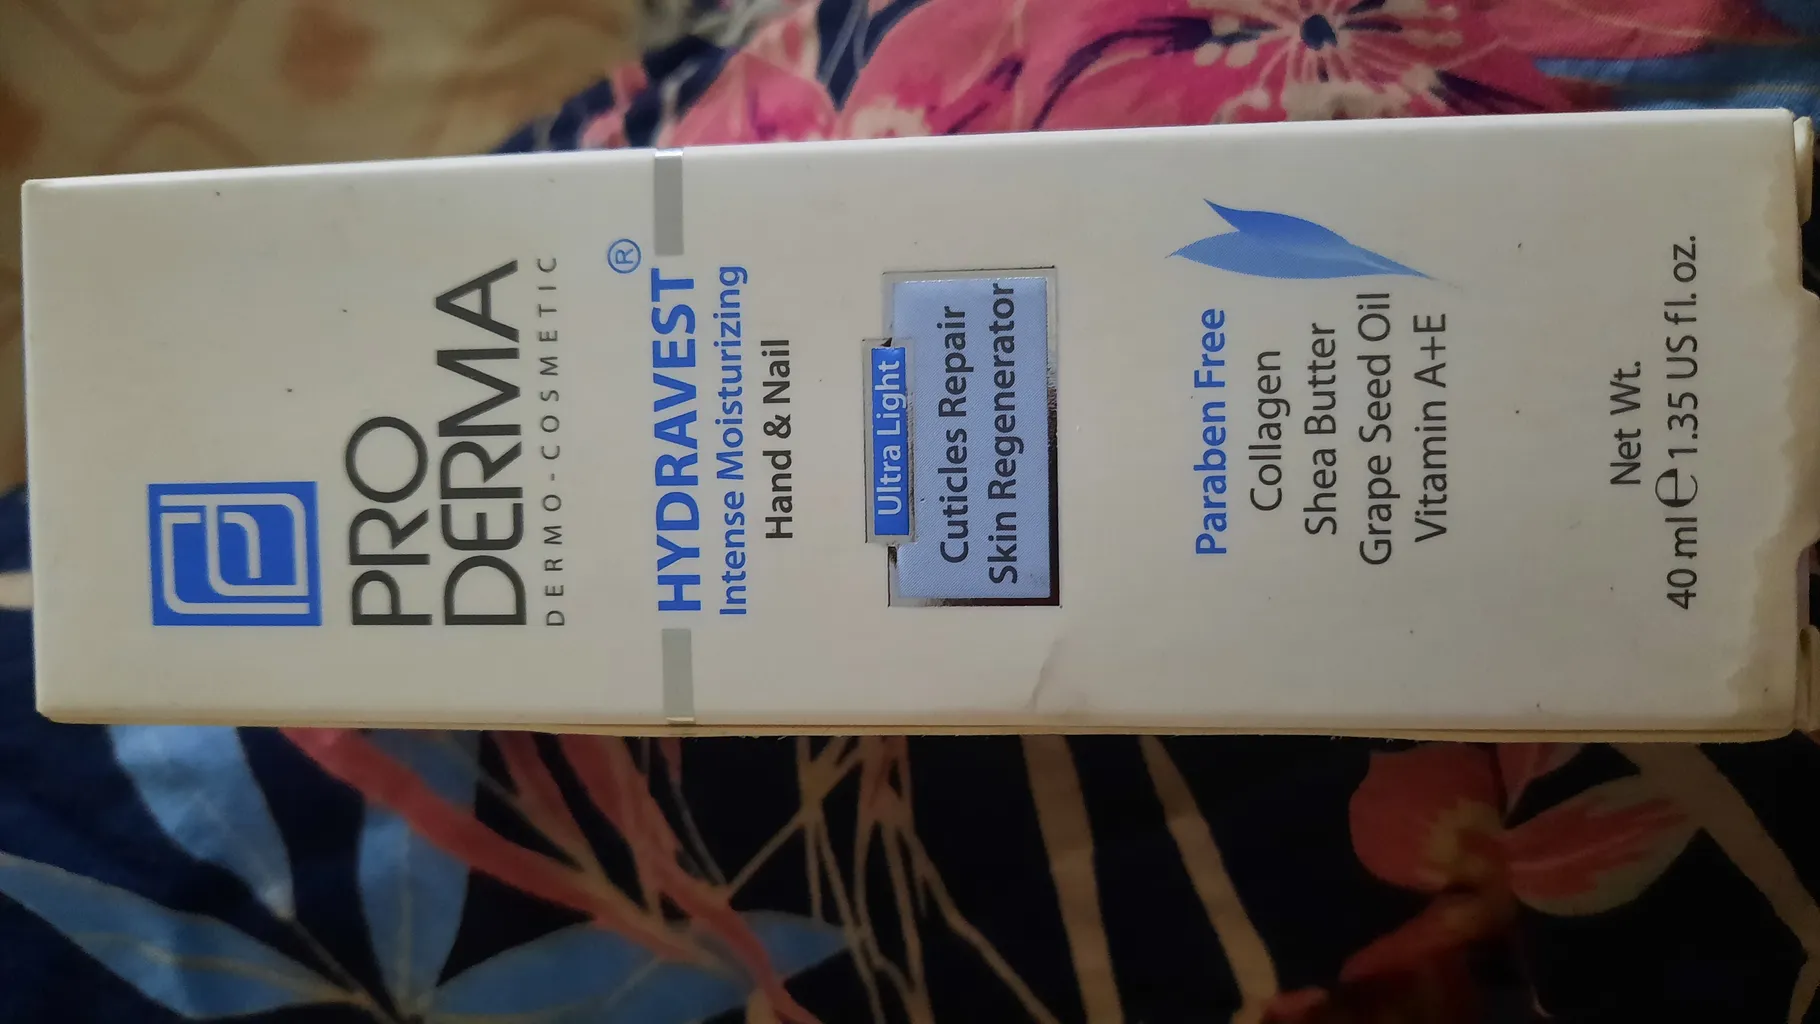 PRO
DERMA
DERMO-COSMETIC
HYDRAVEST®
Intense Moisturizing
Hand & Nail
Ultra Light
Cuticles Repair
Skin Regenerator
Paraben Free
Collagen
Shea Butter
Grape Seed Oil
Vitamin A+E
Net Wt.
40 ml ℮ 1.35 US fl. oz.